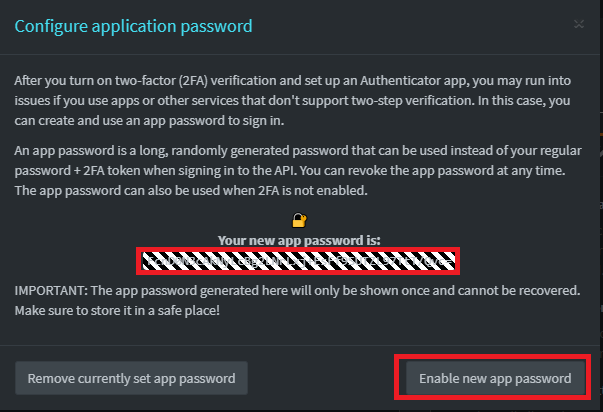 Configure application password
After you turn on two-factor (2FA) verification and set up an Authenticator app, you may run into
issues if you use apps or other services that don't support two-step verification. In this case, you
can create and use an app password to sign in.
An app password is a long, randomly generated password that can be used instead of your regular
password + 2FA token when signing in to the API. You can revoke the app password at any time.
The app password can also be used when 2FA is not enabled.
Your new app password is:
IMPORTANT: The app password generated here will only be shown once and cannot be recovered.
Make sure to store it in a safe place!
Remove currently set app password
Enable new app password